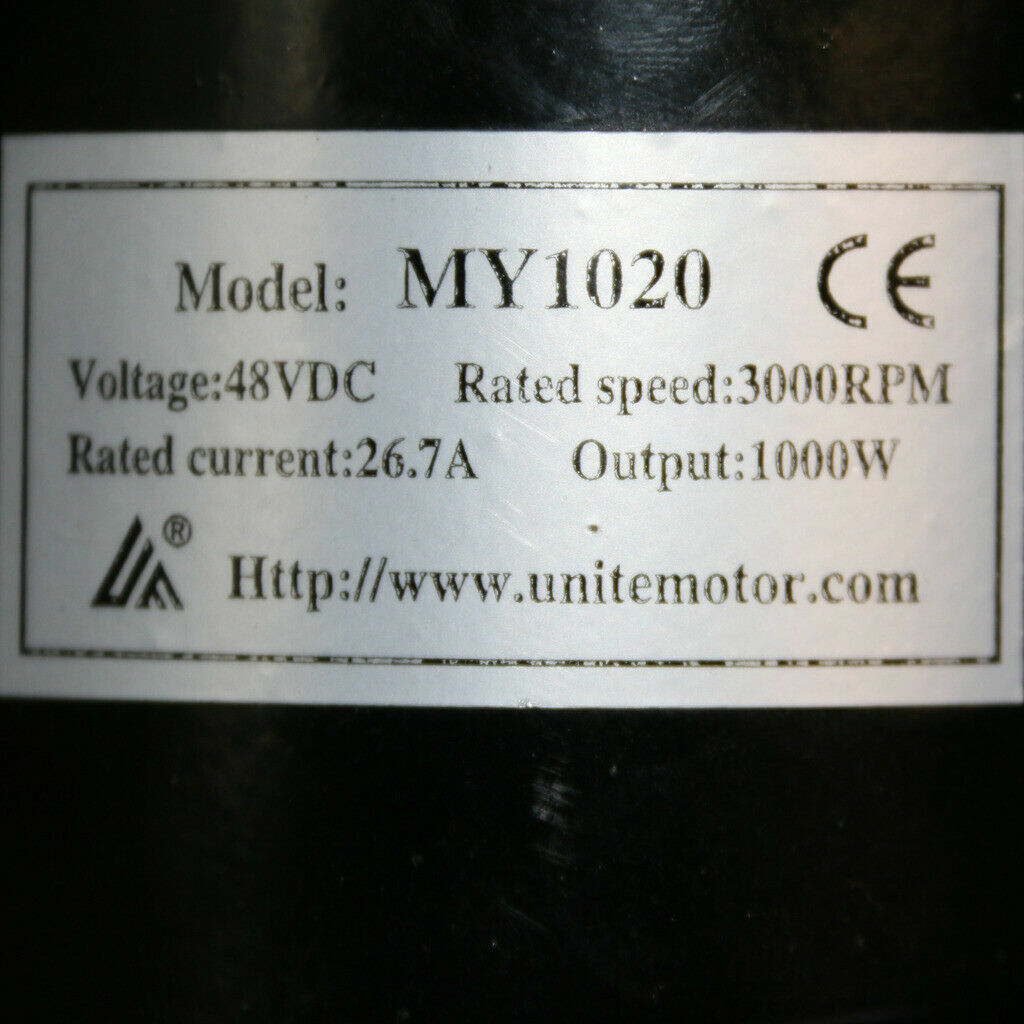 Model: MY1020 CE
Voltage:48VDC Rated speed:3000RPM
Rated current:26.7A Output:1000W
® Http://www.unitemotor.com